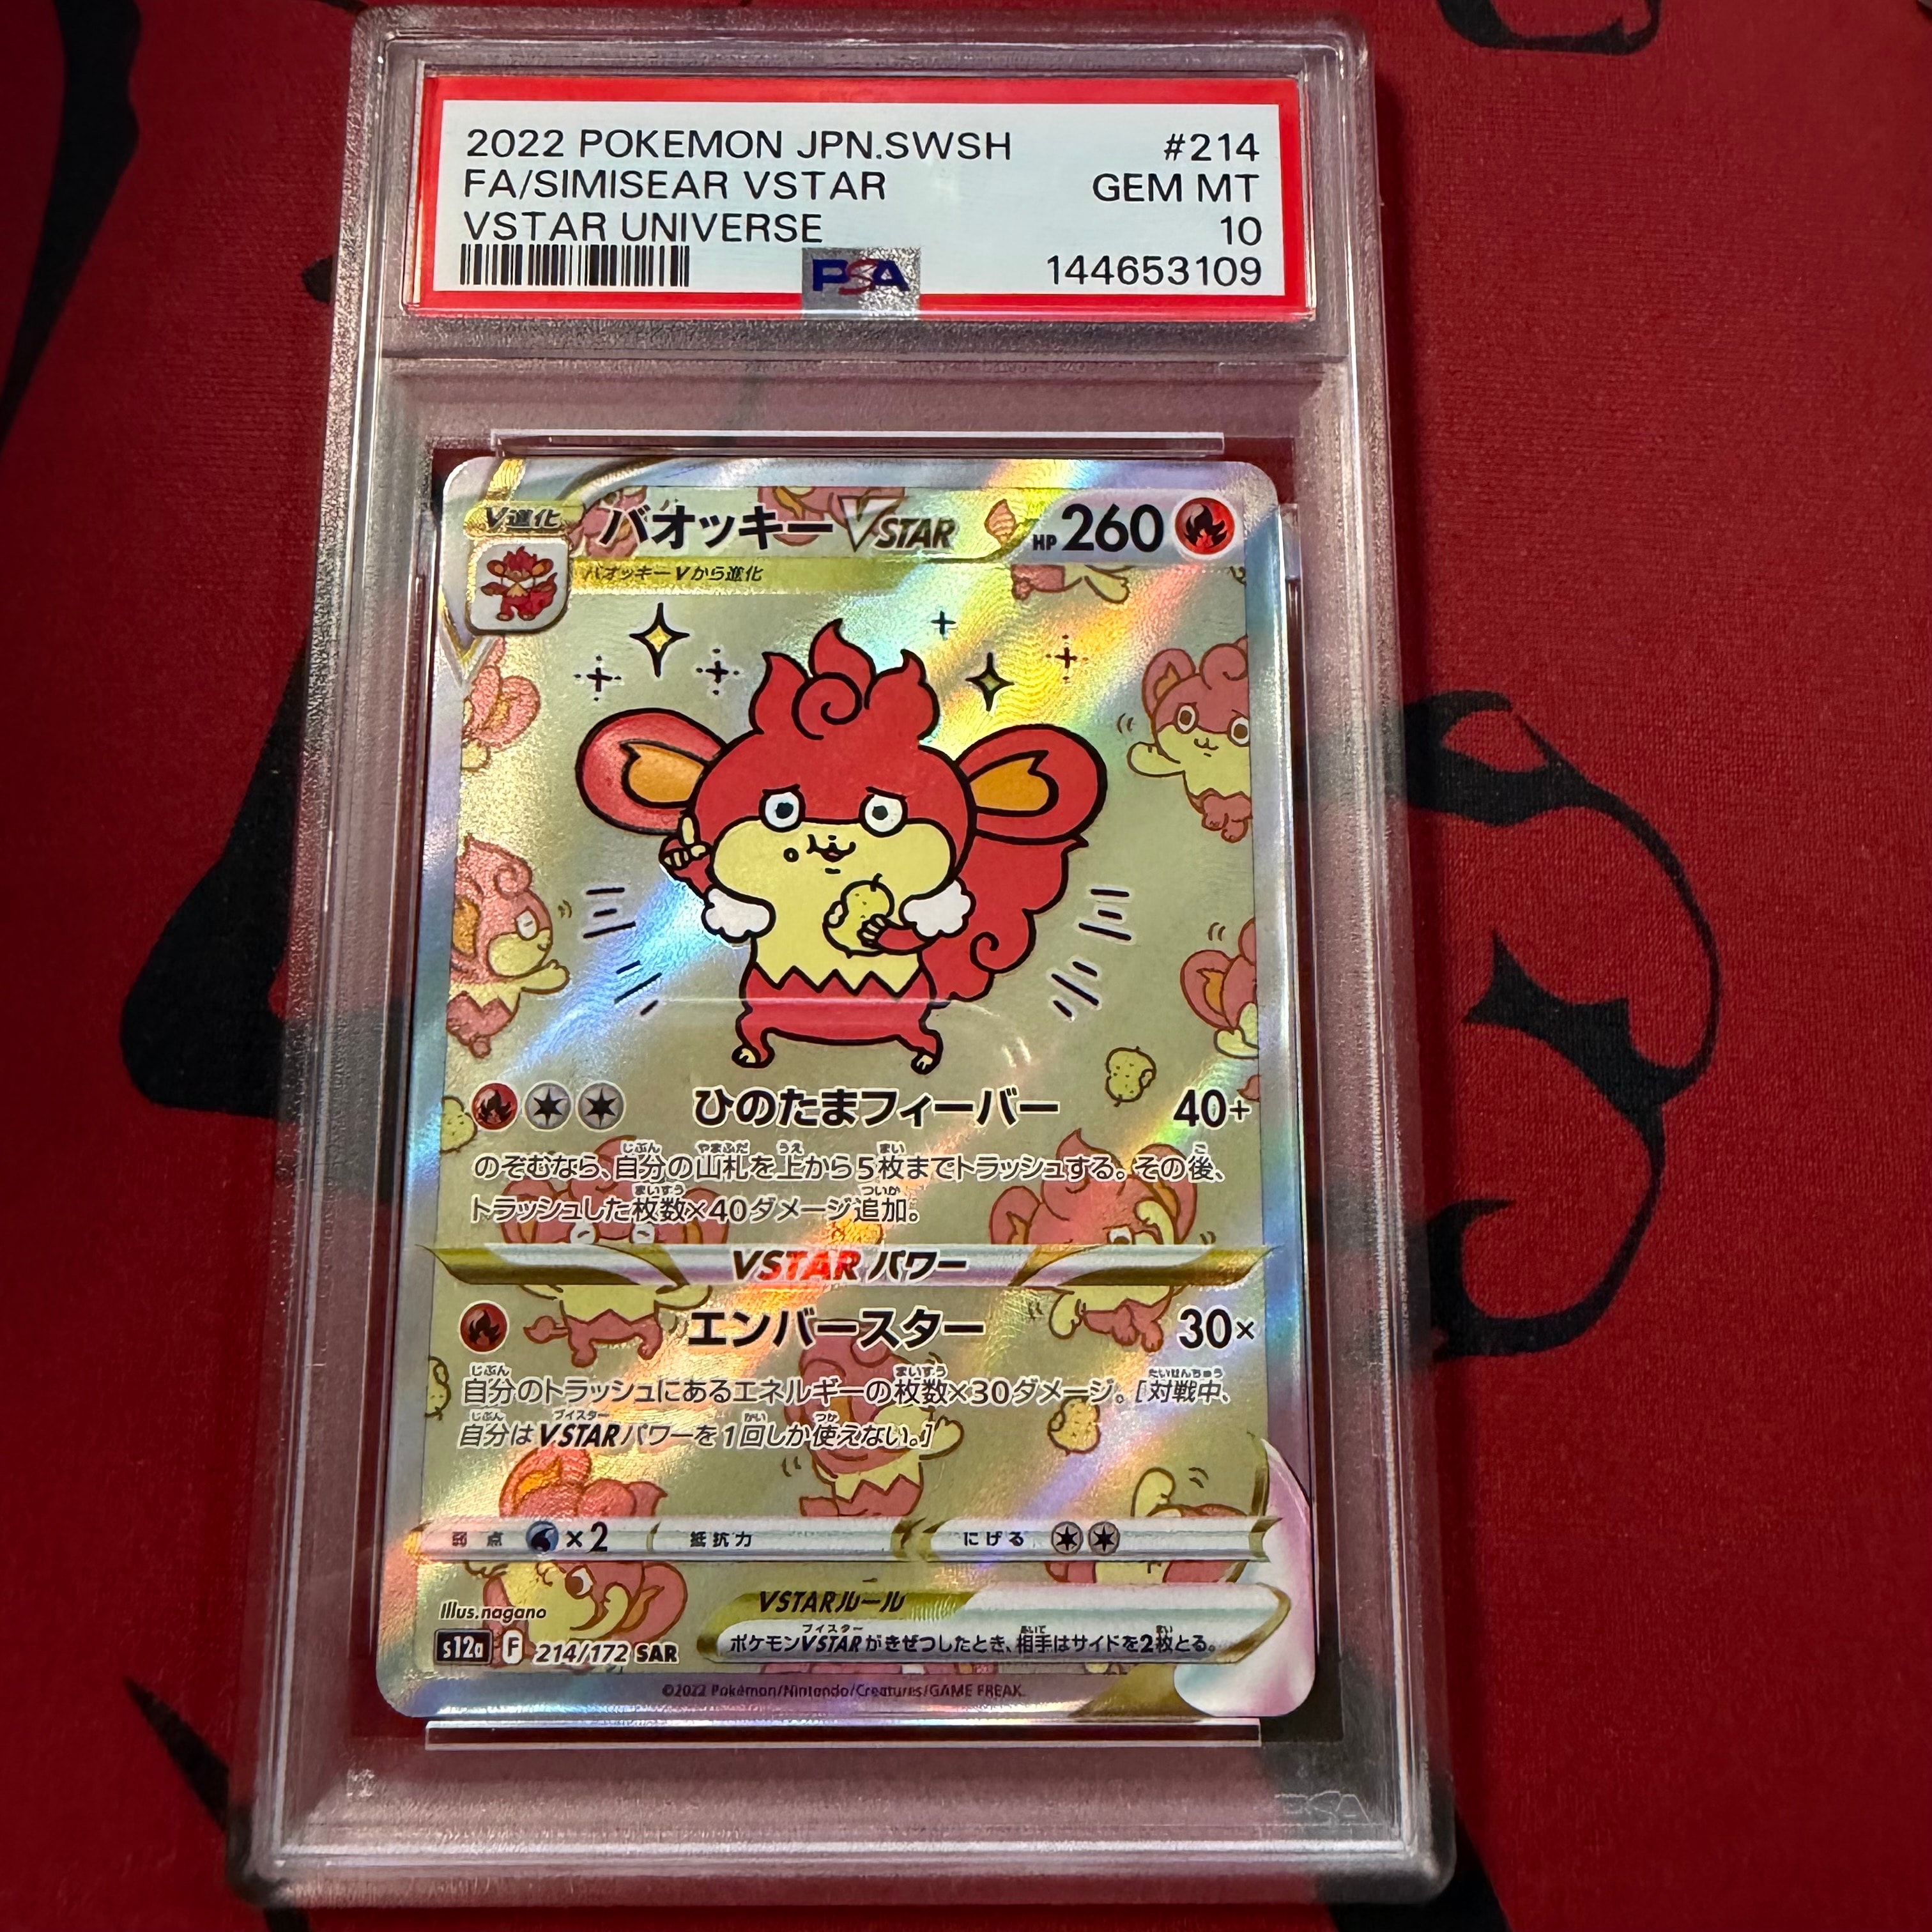 2022 POKEMON JPN.SWSH #214
FA/SIMISEAR VSTAR GEM MT
VSTAR UNIVERSE 10
PSA 144653109
V進化 バオッキーVSTAR HP260
バオッキーVから進化
ひのたまフィーバー 40+
のぞむなら、自分の山札を上から5枚までトラッシュする。その後、
トラッシュした枚数×40ダメージ追加。
VSTARパワー
エンバースター 30×
自分のトラッシュにあるエネルギーの枚数×30ダメージ。[対戦中、
自分はVSTARパワーを1回しか使えない。]
弱点 ×2 抵抗力 にげる
VSTARルール
ポケモンVSTARがきぜつしたとき、相手はサイドを2枚とる。
Illus.nagano
s12a F 214/172 SAR
©2022 Pokémon/Nintendo/Creatures/GAME FREAK.
PSA